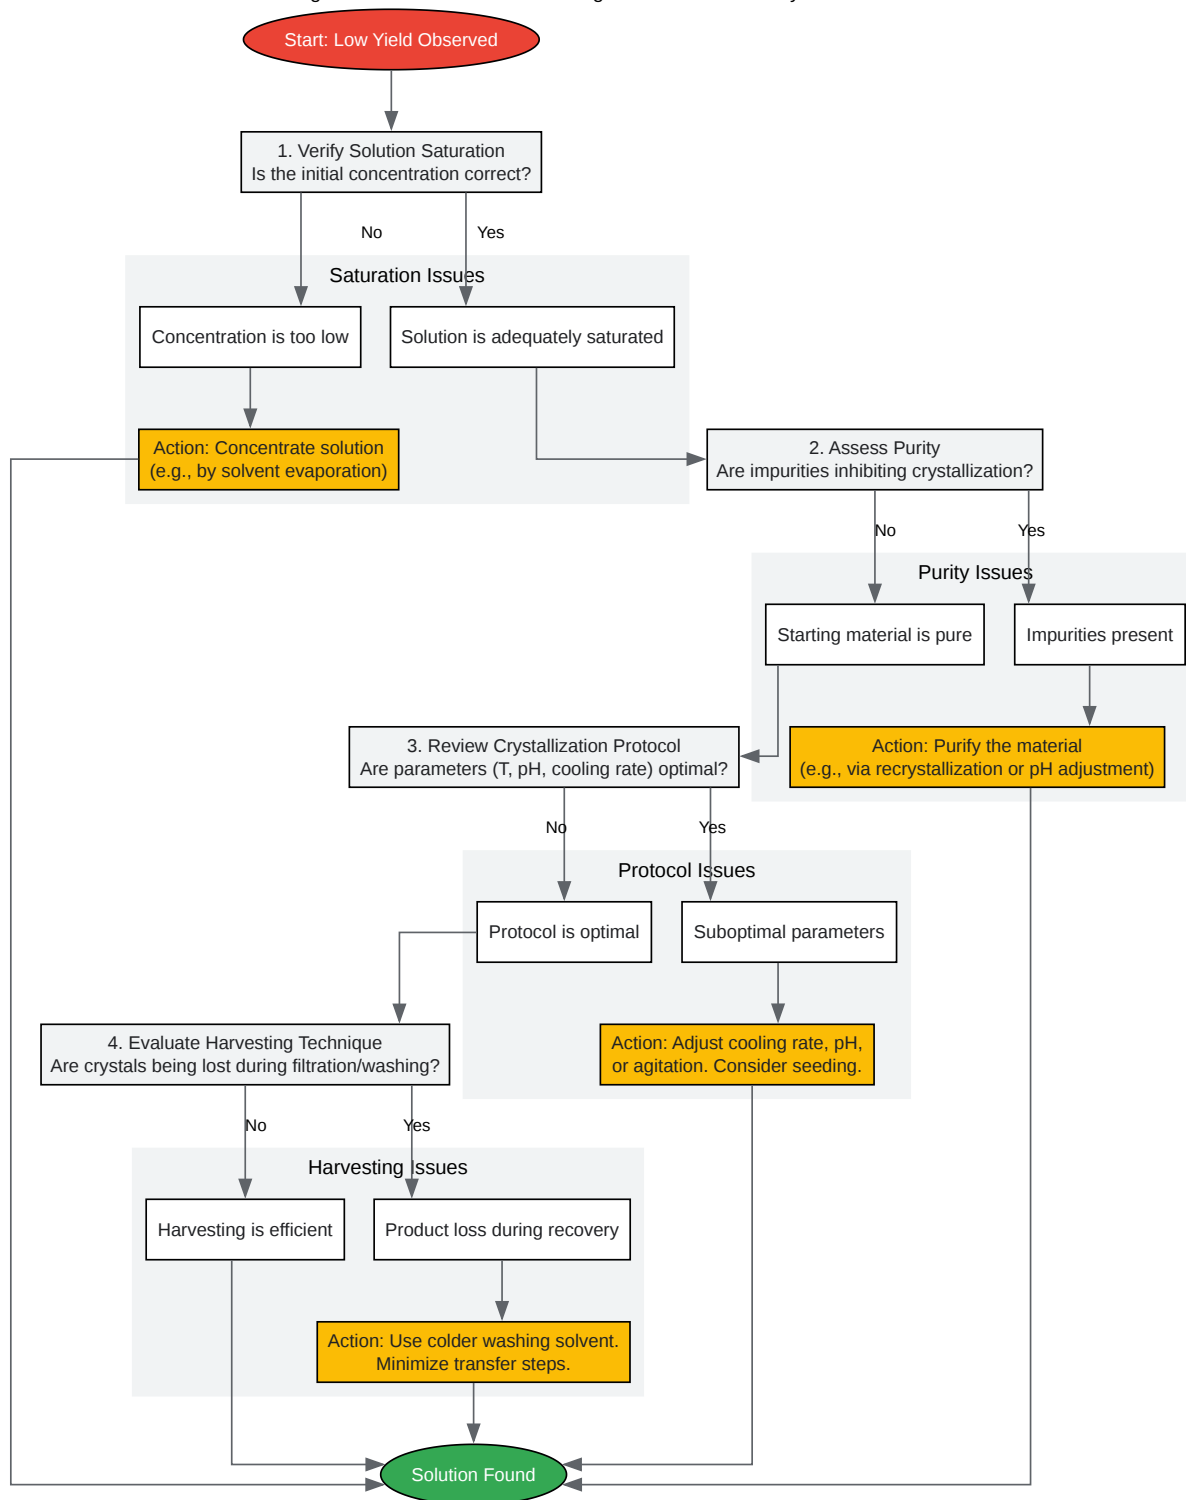 Start: Low Yield Observed
1. Verify Solution Saturation
Is the initial concentration correct?
No
Yes
Saturation Issues
Concentration is too low
Solution is adequately saturated
Action: Concentrate solution
(e.g., by solvent evaporation)
2. Assess Purity
Are impurities inhibiting crystallization?
No
Yes
Purity Issues
Starting material is pure
Impurities present
3. Review Crystallization Protocol
Are parameters (T, pH, cooling rate) optimal?
Action: Purify the material
(e.g., via recrystallization or pH adjustment)
No
Yes
Protocol Issues
Protocol is optimal
Suboptimal parameters
4. Evaluate Harvesting Technique
Are crystals being lost during filtration/washing?
Action: Adjust cooling rate, pH,
or agitation. Consider seeding.
No
Yes
Harvesting Issues
Harvesting is efficient
Product loss during recovery
Action: Use colder washing solvent.
Minimize transfer steps.
Solution Found